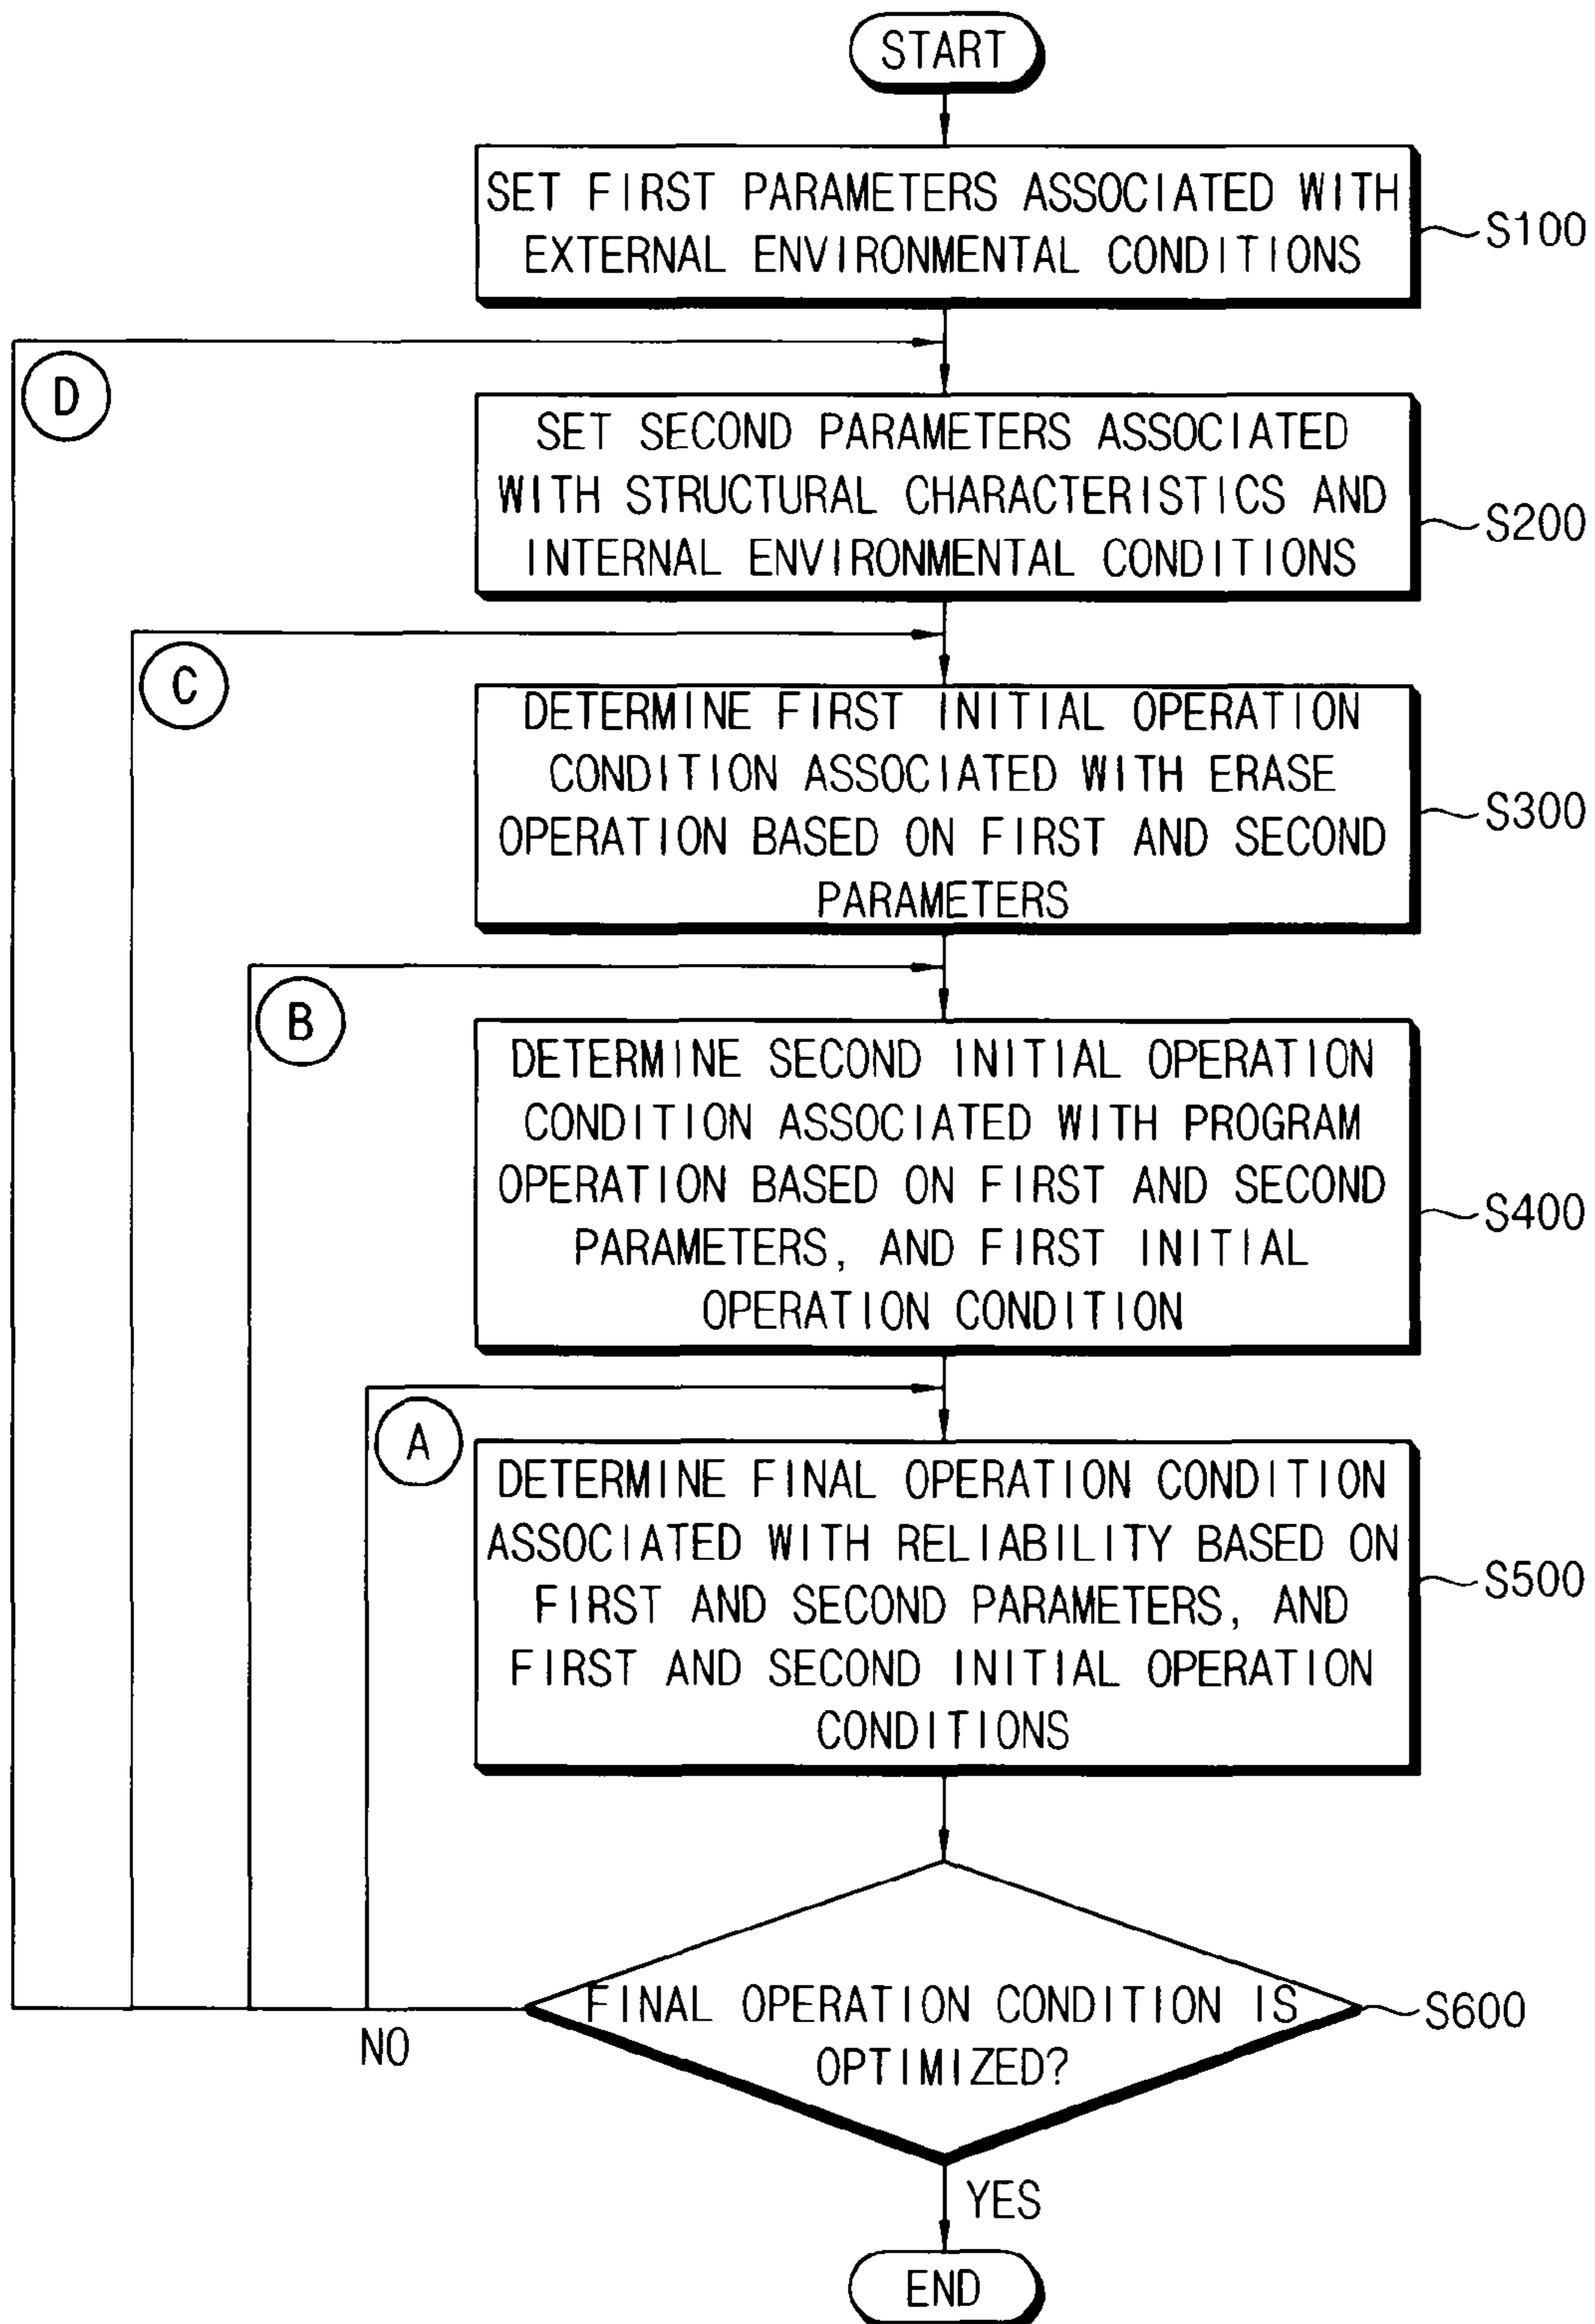 START
SET FIRST PARAMETERS ASSOCIATED WITH
EXTERNAL ENVIRONMENTAL CONDITIONS
S100
D
SET SECOND PARAMETERS ASSOCIATED
WITH STRUCTURAL CHARACTERISTICS AND
INTERNAL ENVIRONMENTAL CONDITIONS
S200
C
DETERMINE FIRST INITIAL OPERATION
CONDITION ASSOCIATED WITH ERASE
OPERATION BASED ON FIRST AND SECOND
PARAMETERS
S300
B
DETERMINE SECOND INITIAL OPERATION
CONDITION ASSOCIATED WITH PROGRAM
OPERATION BASED ON FIRST AND SECOND
PARAMETERS, AND FIRST INITIAL
OPERATION CONDITION
S400
A
DETERMINE FINAL OPERATION CONDITION
ASSOCIATED WITH RELIABILITY BASED ON
FIRST AND SECOND PARAMETERS, AND
FIRST AND SECOND INITIAL OPERATION
CONDITIONS
S500
FINAL OPERATION CONDITION IS
OPTIMIZED?
S600
NO
YES
END